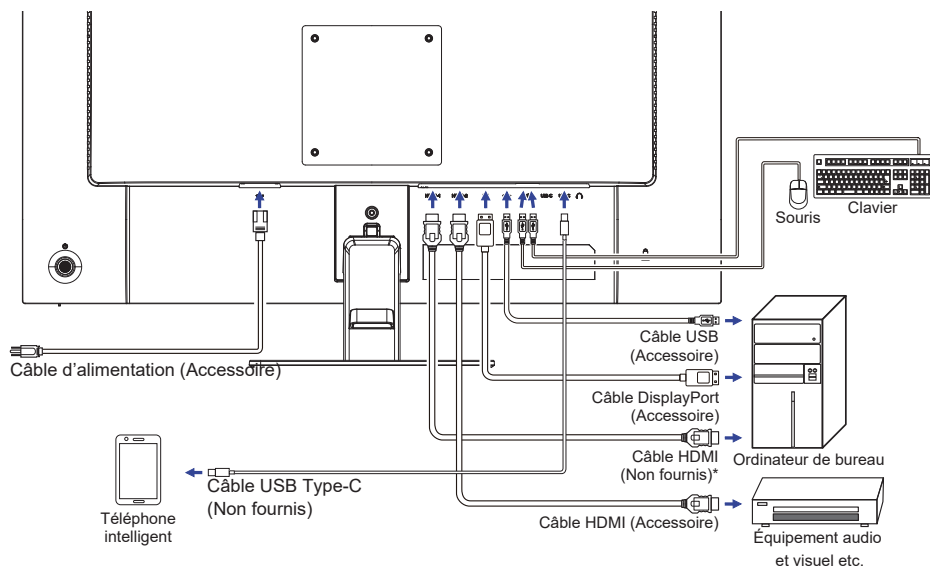 Souris
Clavier
Câble USB
(Accessoire)
Câble d’alimentation (Accessoire)
Câble DisplayPort
(Accessoire)
Câble HDMI
(Non fournis)*
Ordinateur de bureau
Câble USB Type-C
(Non fournis)
Téléphone
intelligent
Câble HDMI (Accessoire)
Équipement audio
et visuel etc.